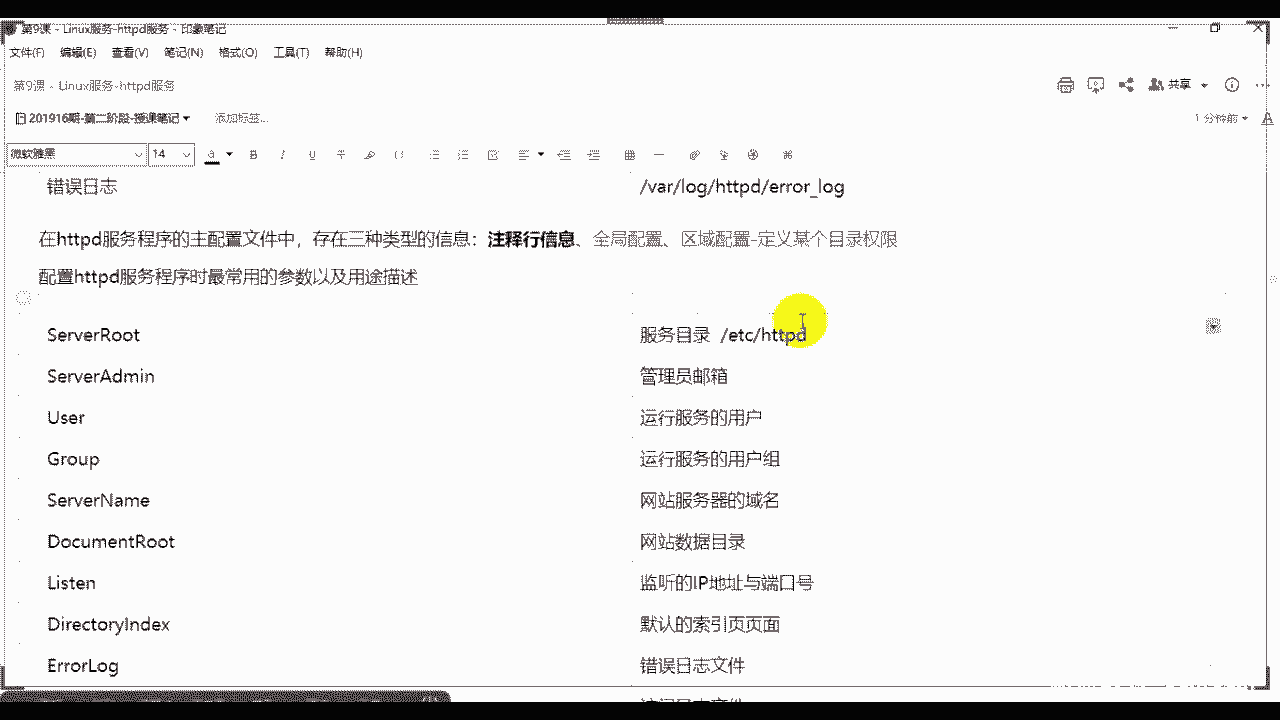 第9课 - Linux服务-httpd服务 - 印象笔记
文件(F) 编辑(E) 查看(V) 笔记(N) 格式(O) 工具(T) 帮助(H)
第9课 - Linux服务-httpd服务
共享
201916期-第二阶段-授课笔记 添加标签...
1 分钟前
微软雅黑 14
错误日志 /var/log/httpd/error_log
在httpd服务程序的主配置文件中，存在三种类型的信息：注释行信息、全局配置、区域配置-定义某个目录权限
配置httpd服务程序时最常用的参数以及用途描述
ServerRoot 服务目录 /etc/httpd
ServerAdmin 管理员邮箱
User 运行服务的用户
Group 运行服务的用户组
ServerName 网站服务器的域名
DocumentRoot 网站数据目录
Listen 监听的IP地址与端口号
DirectoryIndex 默认的索引页页面
ErrorLog 错误日志文件